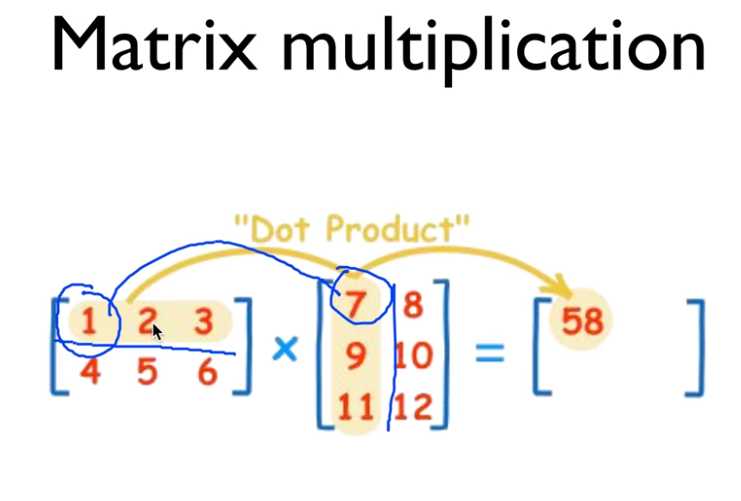 Matrix multiplication
"Dot Product"
1 2 3
4 5 6
×
7 8
9 10
11 12
=
58